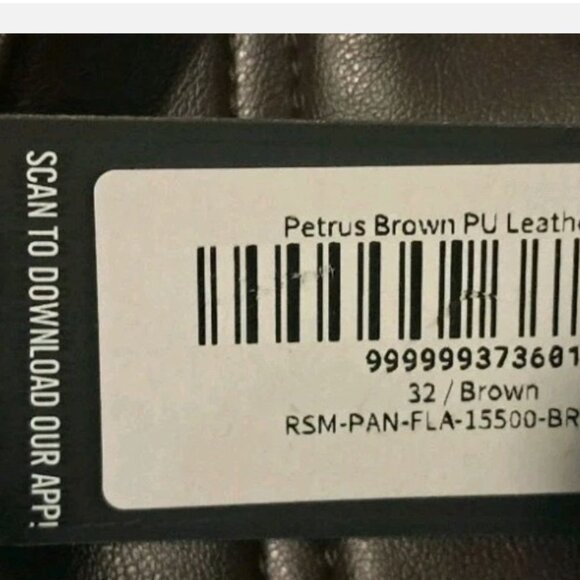 SCAN TO DOWNLOAD OUR APP!
Petrus Brown PU Leathe
999999373601
32 / Brown
RSM-PAN-FLA-15500-BR